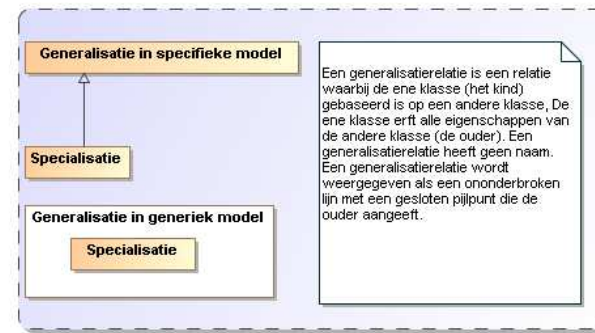 Generalisatie in specifieke model
Specialisatie
Generalisatie in generiek model
Specialisatie
Een generalisatierelatie is een relatie
waarbij de ene klasse (het kind)
gebaseerd is op een andere klasse, De
ene klasse erft alle eigenschappen van
de andere klasse (de ouder). Een
generalisatierelatie heeft geen naam.
Een generalisatierelatie wordt
weergegeven als een ononderbroken
lijn met een gesloten pijlpunt die de
ouder aangeeft.